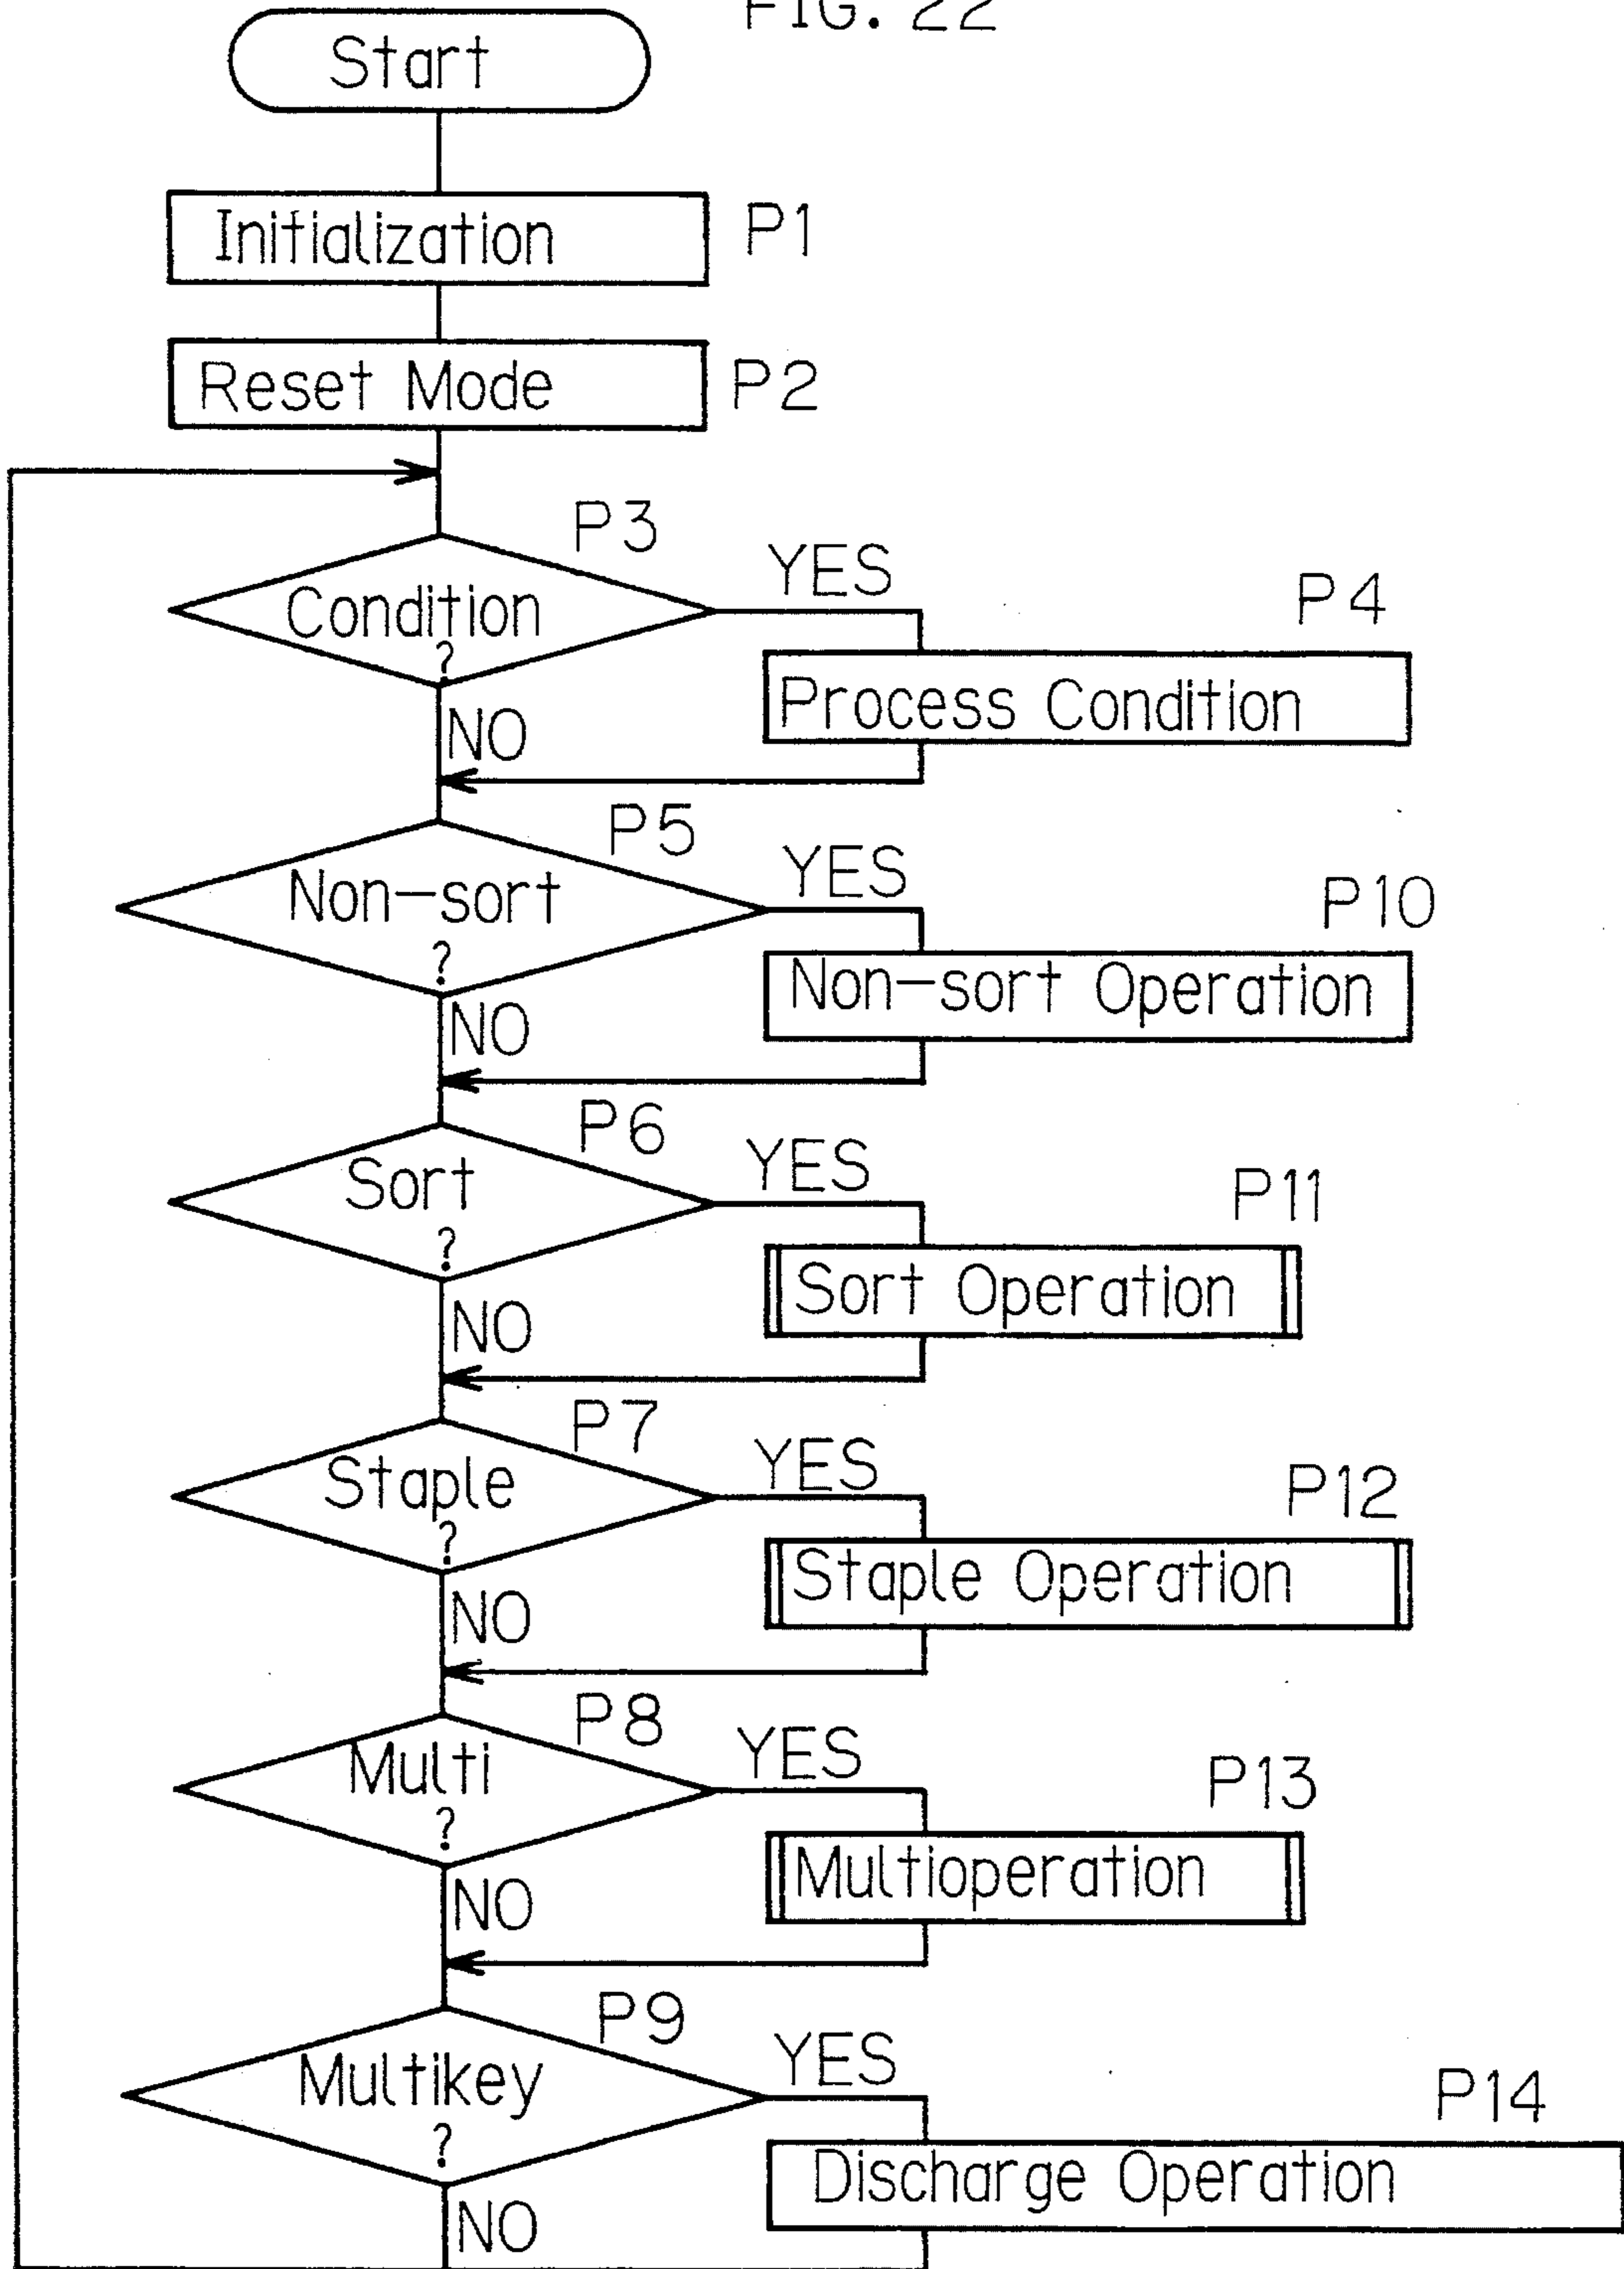 FIG. 22
Start
Initialization P1
Reset Mode P2
P3
Condition
?
YES
P4
Process Condition
NO
P5
Non-sort
?
YES
P10
Non-sort Operation
NO
P6
Sort
?
YES
P11
Sort Operation
NO
P7
Staple
?
YES
P12
Staple Operation
NO
P8
Multi
?
YES
P13
Multioperation
NO
P9
Multikey
?
YES
P14
Discharge Operation
NO